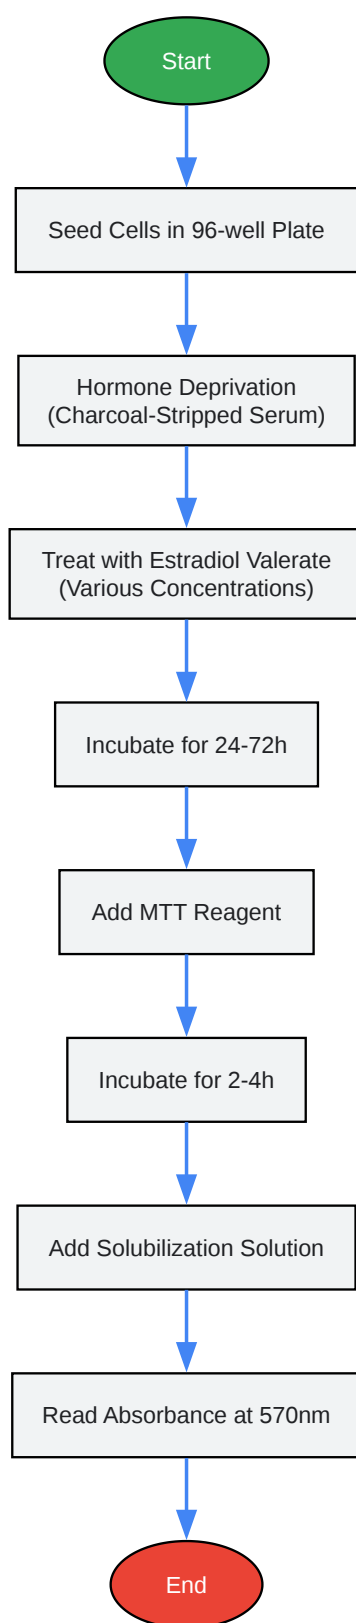 Start
Seed Cells in 96-well Plate
Hormone Deprivation
(Charcoal-Stripped Serum)
Treat with Estradiol Valerate
(Various Concentrations)
Incubate for 24-72h
Add MTT Reagent
Incubate for 2-4h
Add Solubilization Solution
Read Absorbance at 570nm
End